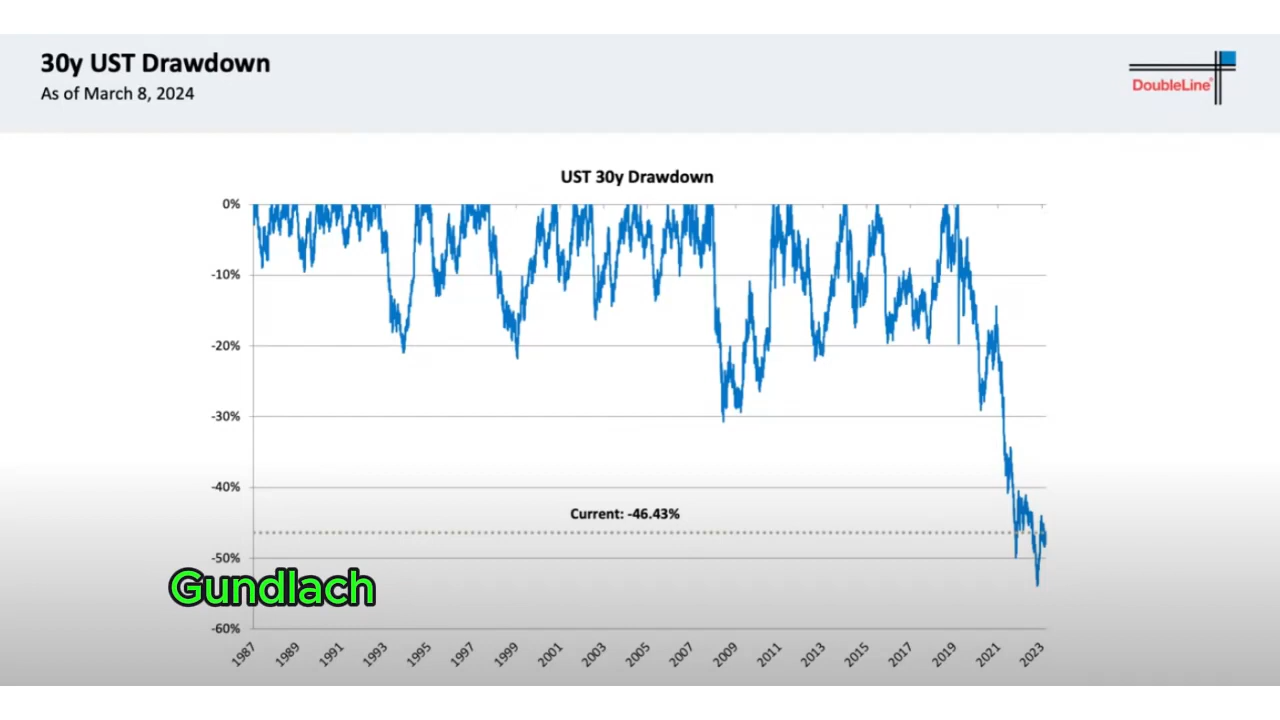 30y UST Drawdown
As of March 8, 2024
DoubleLine®
UST 30y Drawdown
0%
-10%
-20%
-30%
-40%
Current: -46.43%
-50%
Gundlach
-60%
1987 1989 1991 1993 1995 1997 1999 2001 2003 2005 2007 2009 2011 2013 2015 2017 2019 2021 2023